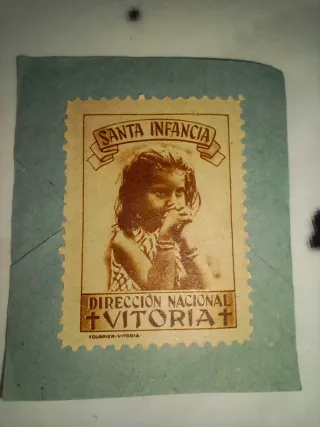 SANTA INFANCIA
DIRECCIÓN NACIONAL
VITORIA
FOURNIER-VITORIA